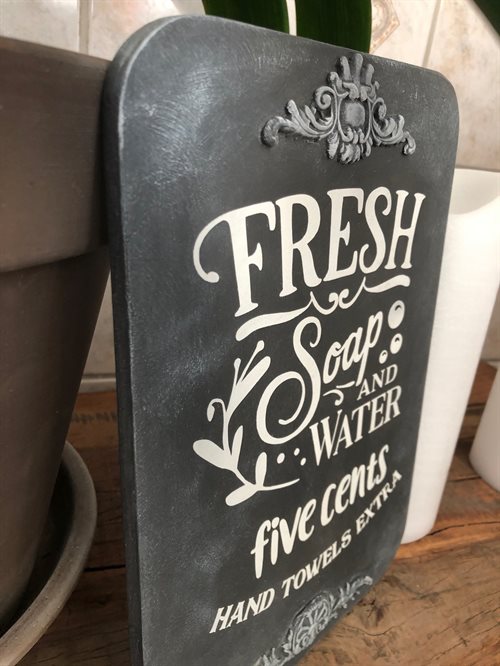 FRESH
Soap
AND
WATER
five cents
HAND TOWELS EXTRA